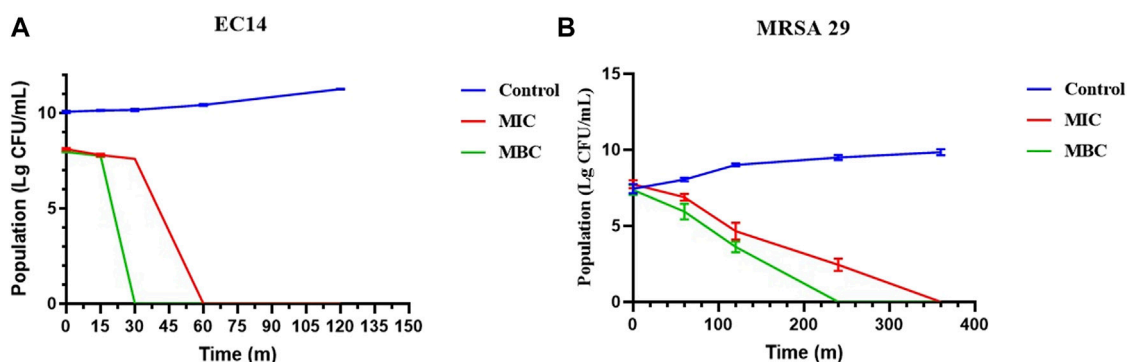 A
EC14
Population (Lg CFU/mL)
10
5
0
0 15 30 45 60 75 90 105 120 135 150
Time (m)
Control
MIC
MBC
B
MRSA 29
Population (Lg CFU/mL)
15
10
5
0
0 100 200 300 400
Time (m)
Control
MIC
MBC